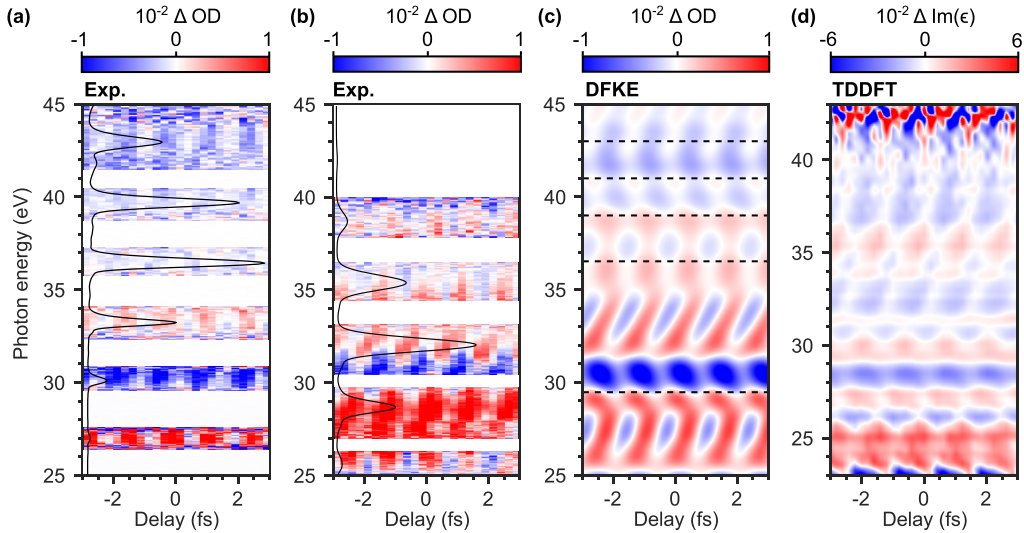 (a) 10⁻² Δ OD
-1 0 1
Exp.
(b) 10⁻² Δ OD
-1 0 1
Exp.
(c) 10⁻² Δ OD
-1 0 1
DFKE
(d) 10⁻² Δ Im(ϵ)
-6 0 6
TDDFT
Photon energy (eV)
45
40
35
30
25
-2 0 2
Delay (fs)
45
40
35
30
25
-2 0 2
Delay (fs)
45
40
35
30
25
-2 0 2
Delay (fs)
40
35
30
25
-2 0 2
Delay (fs)